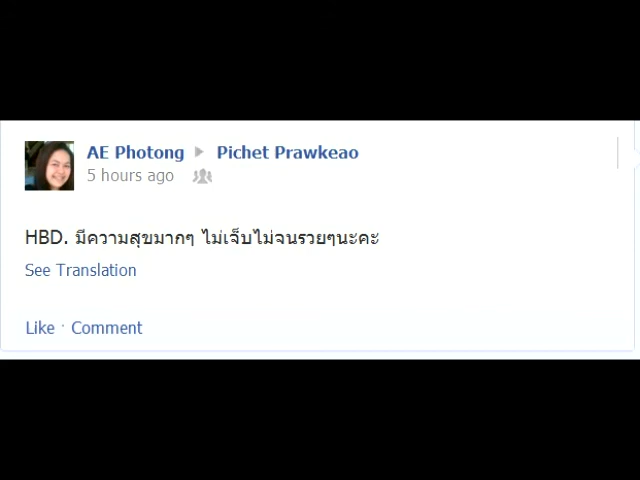 AE Photong ▶ Pichet Prawkeao
5 hours ago
HBD. มีความสุขมากๆ ไม่เจ็บไม่จนรวยๆนะคะ
See Translation
Like · Comment